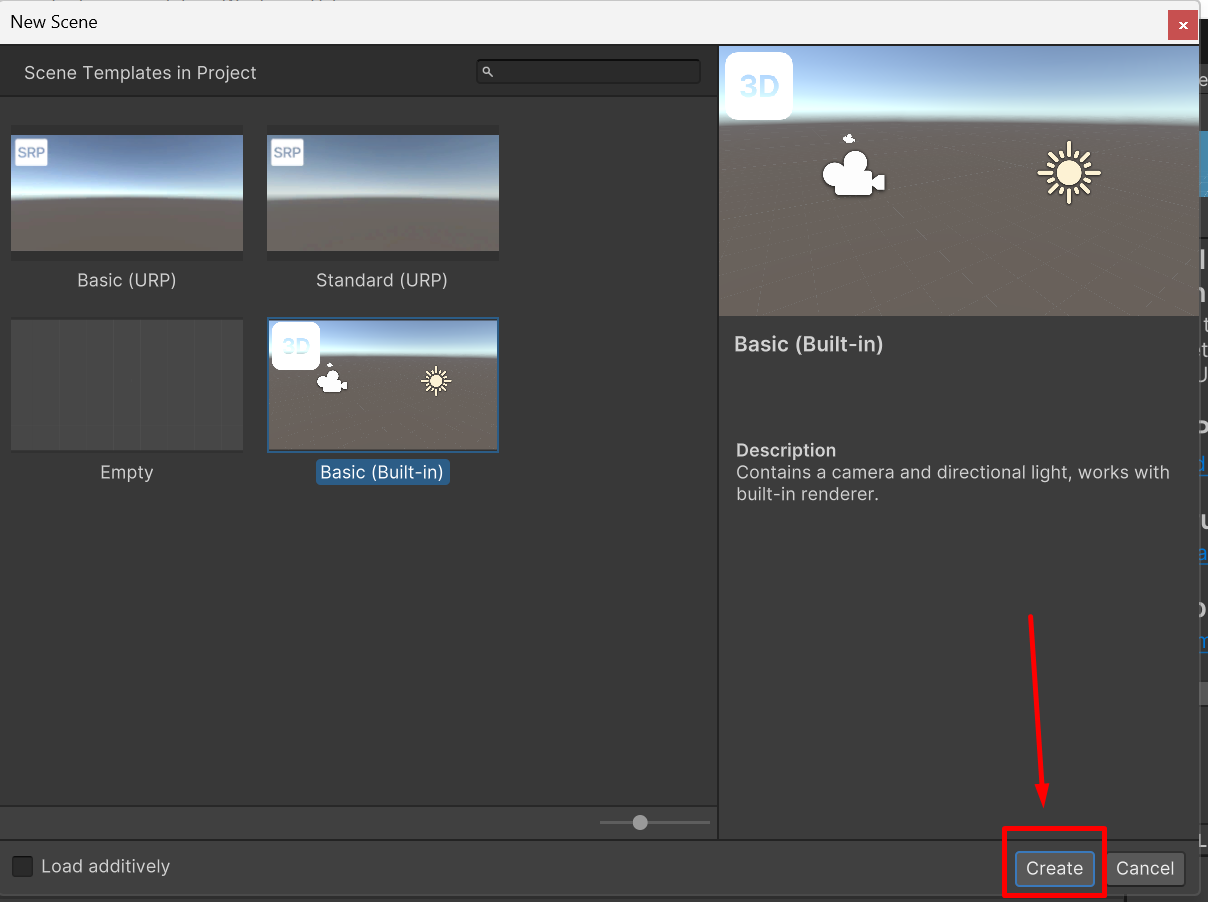 New Scene
Scene Templates in Project
3D
SRP
SRP
Basic (URP)
Standard (URP)
3D
Basic (Built-in)
Empty
Basic (Built-in)
Description
Contains a camera and directional light, works with
built-in renderer.
Load additively
Create
Cancel